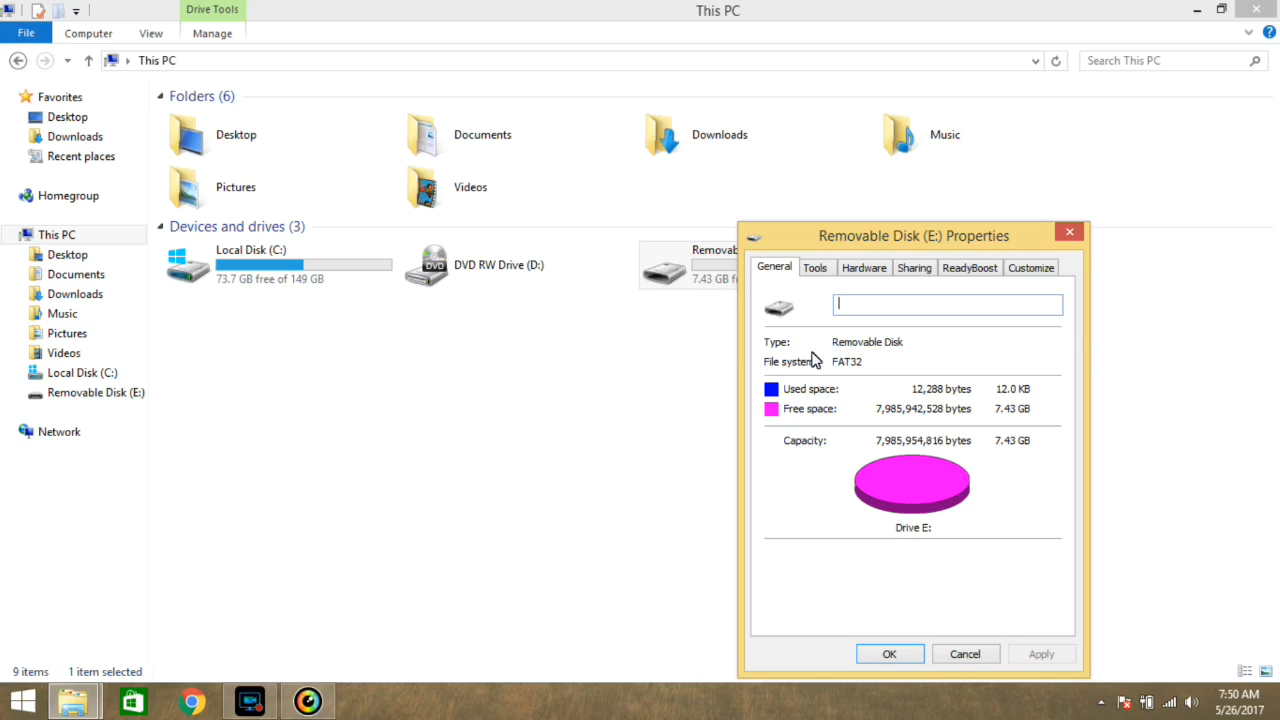 Drive Tools
This PC
File
Computer
View
Manage
This PC
Search This PC
Favorites
Desktop
Downloads
Recent places
Homegroup
This PC
Desktop
Documents
Downloads
Music
Pictures
Videos
Local Disk (C:)
Removable Disk (E:)
Network
Folders (6)
Desktop
Documents
Downloads
Music
Pictures
Videos
Devices and drives (3)
Local Disk (C:)
73.7 GB free of 149 GB
DVD
DVD RW Drive (D:)
Removab
7.43 GB fr
Removable Disk (E:) Properties
General
Tools
Hardware
Sharing
ReadyBoost
Customize
Type: Removable Disk
File system FAT32
Used space: 12,288 bytes 12.0 KB
Free space: 7,985,942,528 bytes 7.43 GB
Capacity: 7,985,954,816 bytes 7.43 GB
Drive E:
OK
Cancel
Apply
9 items
1 item selected
7:50 AM
5/26/2017